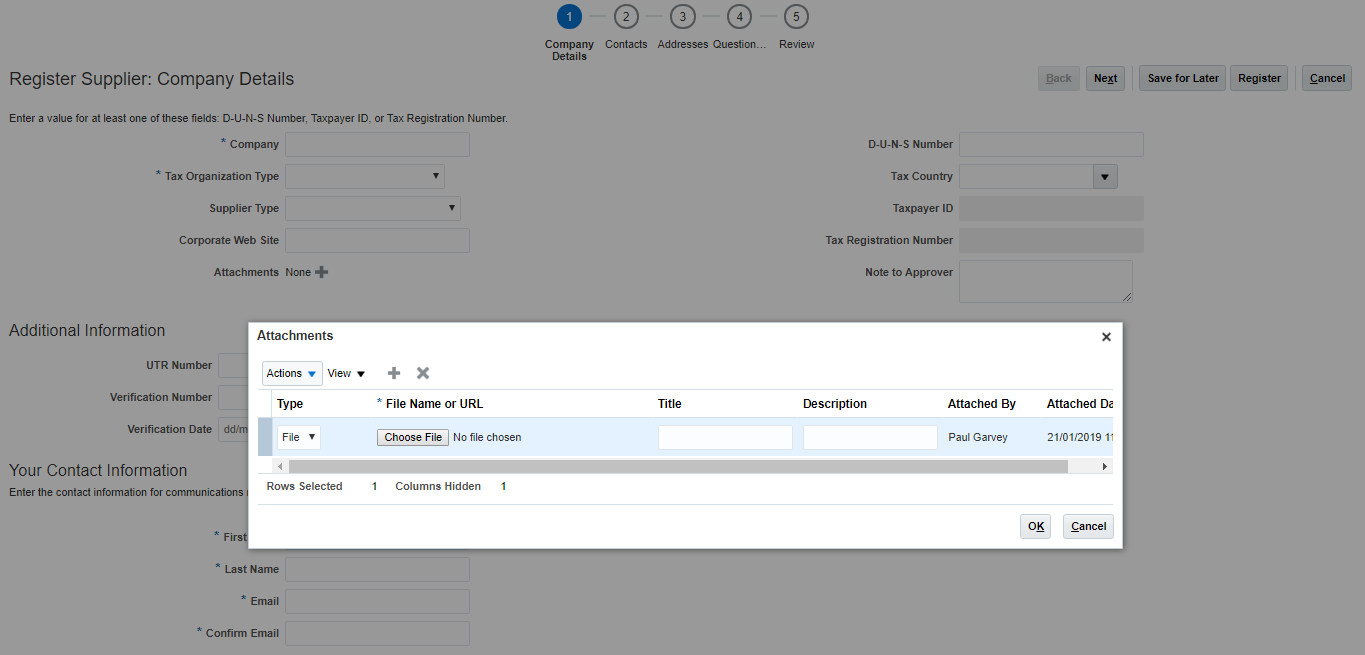 1 2 3 4 5
Company Details Contacts Addresses Question... Review
Register Supplier: Company Details
Back Next Save for Later Register Cancel
Enter a value for at least one of these fields: D-U-N-S Number, Taxpayer ID, or Tax Registration Number.
* Company D-U-N-S Number
* Tax Organization Type Tax Country
Supplier Type Taxpayer ID
Corporate Web Site Tax Registration Number
Attachments None Note to Approver
Additional Information
UTR Number
Verification Number
Verification Date dd/m
Your Contact Information
Enter the contact information for communications
* First
* Last Name
* Email
* Confirm Email
Attachments
Actions View
Type * File Name or URL Title Description Attached By Attached Da
File Choose File No file chosen Paul Garvey 21/01/2019 11
Rows Selected 1 Columns Hidden 1
OK Cancel